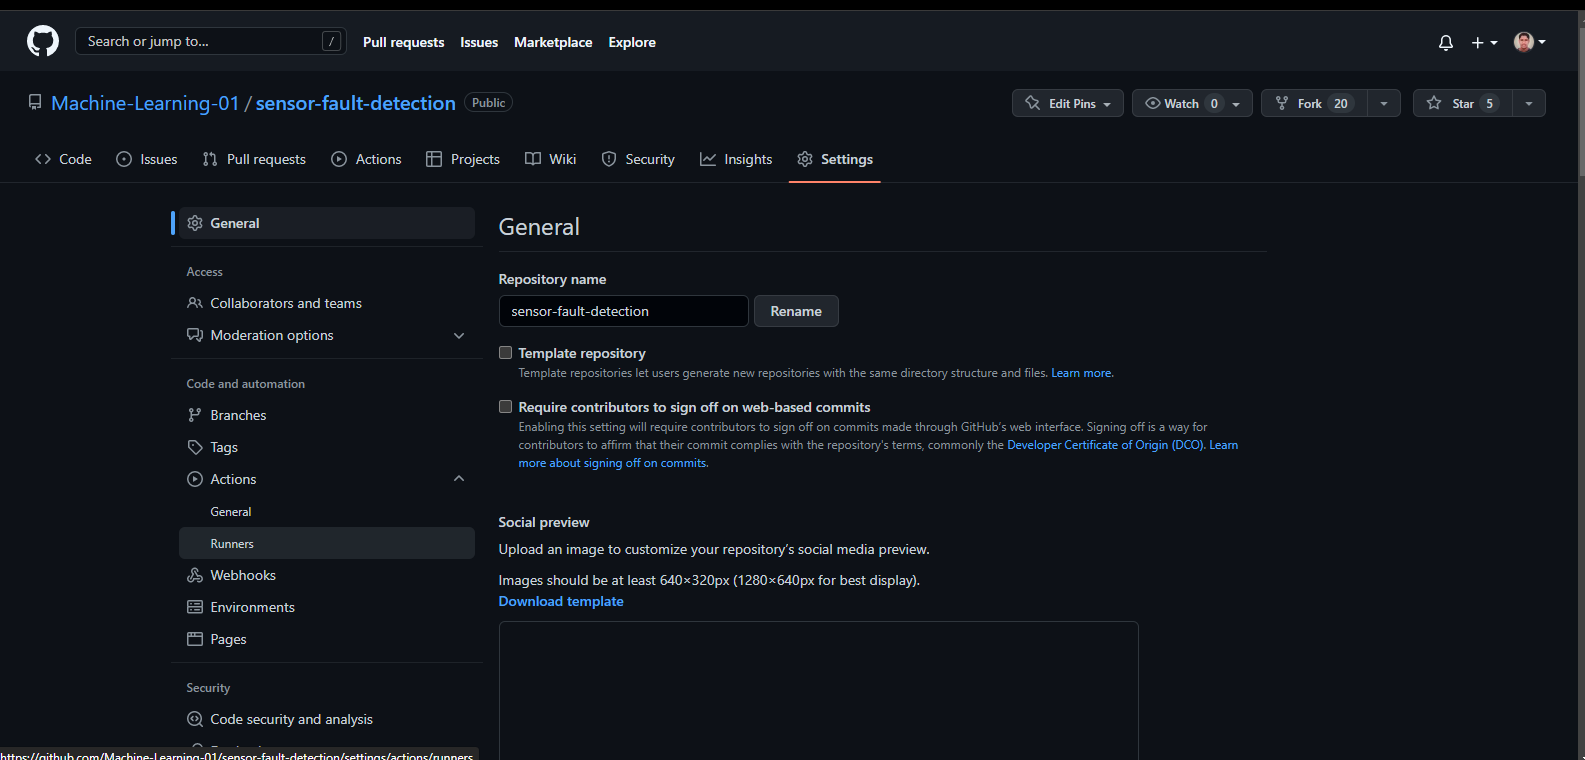 Search or jump to... /
Pull requests Issues Marketplace Explore
Machine-Learning-01 / sensor-fault-detection Public
Edit Pins Watch 0 Fork 20 Star 5
Code Issues Pull requests Actions Projects Wiki Security Insights Settings
General
Access
Collaborators and teams
Moderation options
Code and automation
Branches
Tags
Actions
General
Runners
Webhooks
Environments
Pages
Security
Code security and analysis
General
Repository name
sensor-fault-detection Rename
Template repository
Template repositories let users generate new repositories with the same directory structure and files. Learn more.
Require contributors to sign off on web-based commits
Enabling this setting will require contributors to sign off on commits made through GitHub's web interface. Signing off is a way for
contributors to affirm that their commit complies with the repository's terms, commonly the Developer Certificate of Origin (DCO). Learn
more about signing off on commits.
Social preview
Upload an image to customize your repository's social media preview.
Images should be at least 640×320px (1280×640px for best display).
Download template
https://github.com/Machine-Learning-01/sensor-fault-detection/settings/actions/runners